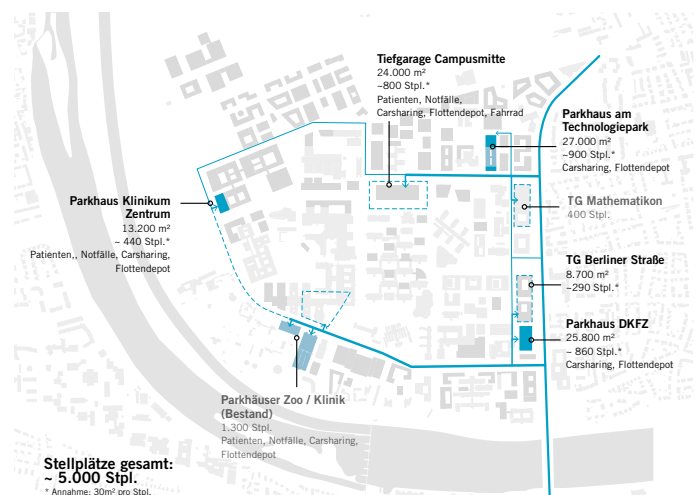 Tiefgarage Campusmitte
24.000 m²
~800 Stpl.*
Patienten, Notfälle,
Carsharing, Flottendepot, Fahrrad
Parkhaus am
Technologiepark
27.000 m²
~900 Stpl.*
Carsharing, Flottendepot
Parkhaus Klinikum
Zentrum
13.200 m²
~ 440 Stpl.*
Patienten,, Notfälle, Carsharing,
Flottendepot
TG Mathematikon
400 Stpl.
TG Berliner Straße
8.700 m²
~290 Stpl.*
Parkhaus DKFZ
25.800 m²
~ 860 Stpl.*
Carsharing, Flottendepot
Parkhäuser Zoo / Klinik
(Bestand)
1.300 Stpl.
Patienten, Notfälle, Carsharing,
Flottendepot
Stellplätze gesamt:
~ 5.000 Stpl.
* Annahme: 30m² pro Stpl.